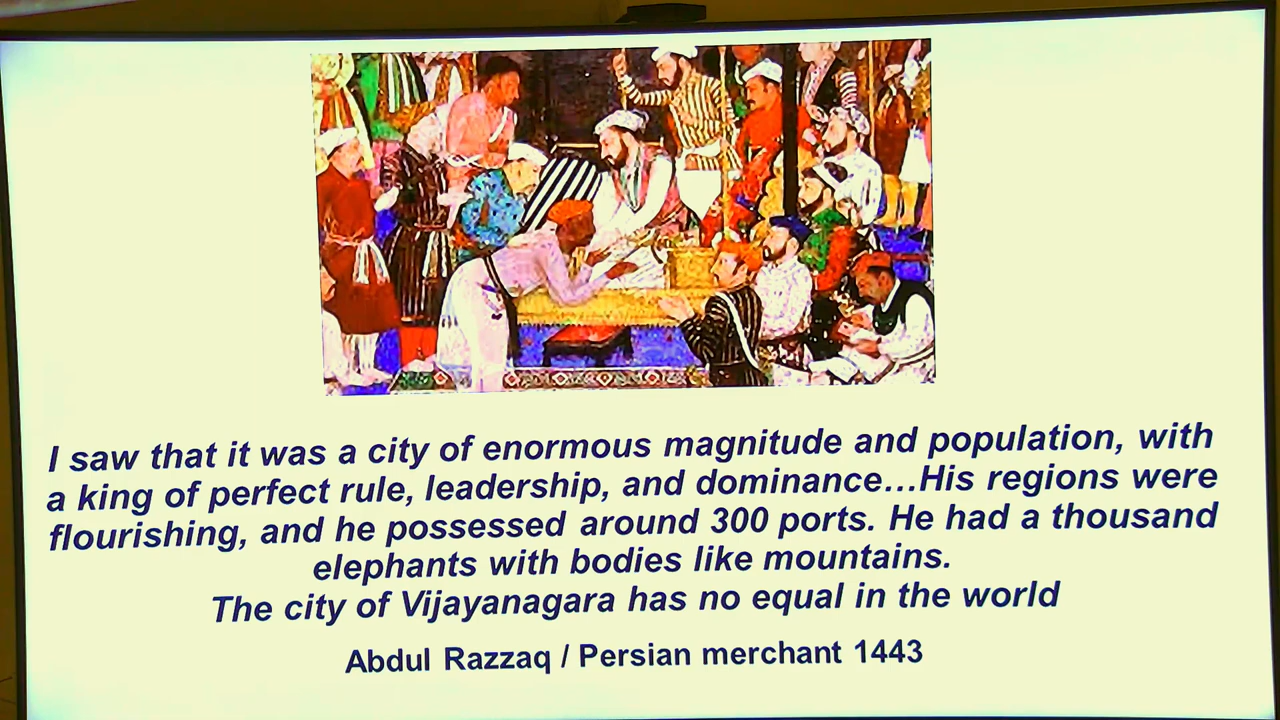 I saw that it was a city of enormous magnitude and population, with
a king of perfect rule, leadership, and dominance...His regions were
flourishing, and he possessed around 300 ports. He had a thousand
elephants with bodies like mountains.
The city of Vijayanagara has no equal in the world
Abdul Razzaq / Persian merchant 1443